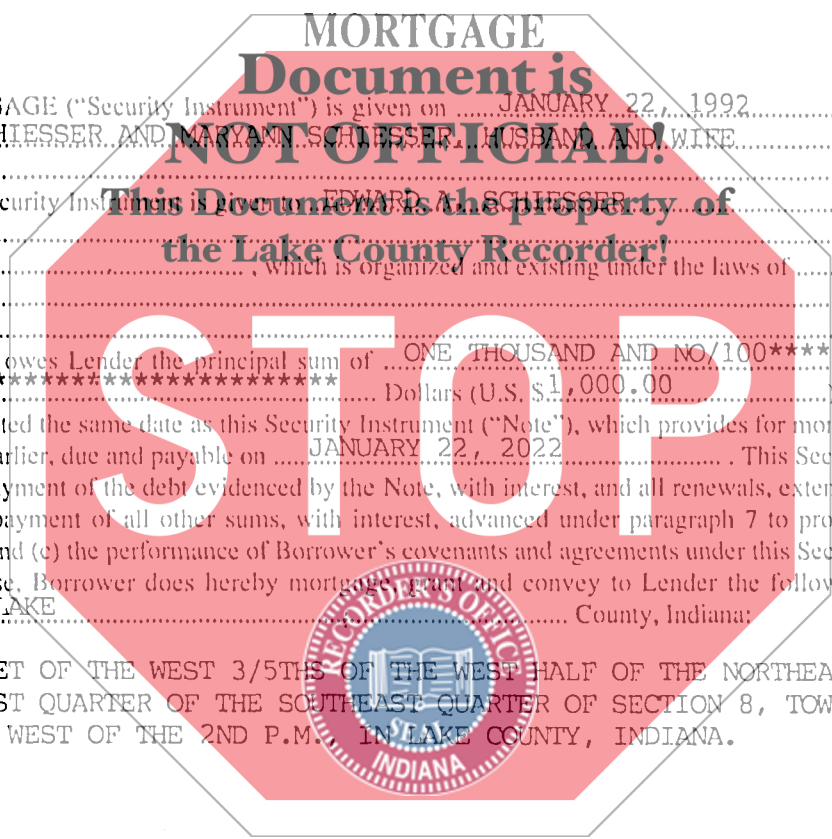 MORTGAGE
Document is
AGE ("Security Instrument") is given on JANUARY 22, 1992
HIESSER AND MARYAMN SCHIESSER, HUSBAND AND WIFE
NOT OFFICIAL!
curity Instrument is given to EDWARD A. SCHIESSER
This Document is the property of
the Lake County Recorder!
, which is organized and existing under the laws of
STOP
owes Lender the principal sum of ONE THOUSAND AND NO/100****
********************** Dollars (U.S. $1,000.00
ted the same date as this Security Instrument ("Note"), which provides for mon
arlier, due and payable on JANUARY 22, 2022 . This Sec
yment of the debt evidenced by the Note, with interest, and all renewals, exten
payment of all other sums, with interest, advanced under paragraph 7 to pro
nd (c) the performance of Borrower's covenants and agreements under this Sec
se, Borrower does hereby mortgage, grant and convey to Lender the follow
LAKE County, Indiana:
RECORDER'S OFFICE
SEAL
INDIANA
ET OF THE WEST 3/5THS OF THE WEST HALF OF THE NORTHEA
ST QUARTER OF THE SOUTHEAST QUARTER OF SECTION 8, TOW
WEST OF THE 2ND P.M., IN LAKE COUNTY, INDIANA.